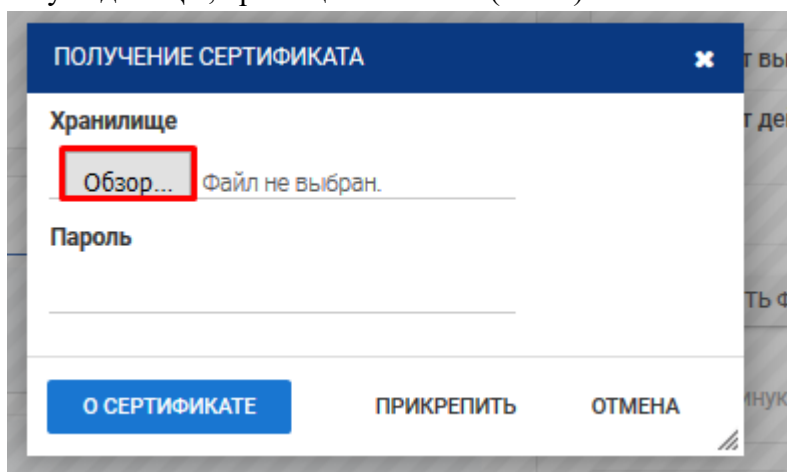 ПОЛУЧЕНИЕ СЕРТИФИКАТА
Хранилище
Обзор... Файл не выбран.
Пароль
О СЕРТИФИКАТЕ ПРИКРЕПИТЬ ОТМЕНА